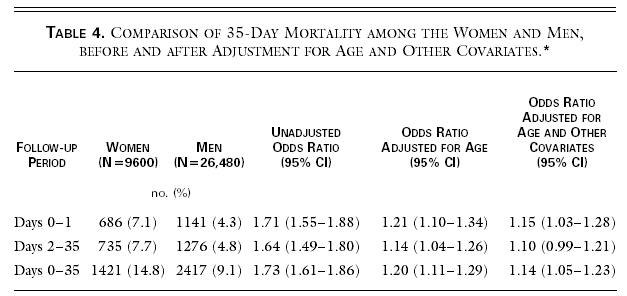 TABLE 4. COMPARISON OF 35-DAY MORTALITY AMONG THE WOMEN AND MEN,
BEFORE AND AFTER ADJUSTMENT FOR AGE AND OTHER COVARIATES.*
FOLLOW-UP PERIOD WOMEN (N=9600) MEN (N=26,480) UNADJUSTED ODDS RATIO (95% CI) ODDS RATIO ADJUSTED FOR AGE (95% CI) ODDS RATIO ADJUSTED FOR AGE AND OTHER COVARIATES (95% CI)
no. (%)
Days 0–1 686 (7.1) 1141 (4.3) 1.71 (1.55–1.88) 1.21 (1.10–1.34) 1.15 (1.03–1.28)
Days 2–35 735 (7.7) 1276 (4.8) 1.64 (1.49–1.80) 1.14 (1.04–1.26) 1.10 (0.99–1.21)
Days 0–35 1421 (14.8) 2417 (9.1) 1.73 (1.61–1.86) 1.20 (1.11–1.29) 1.14 (1.05–1.23)